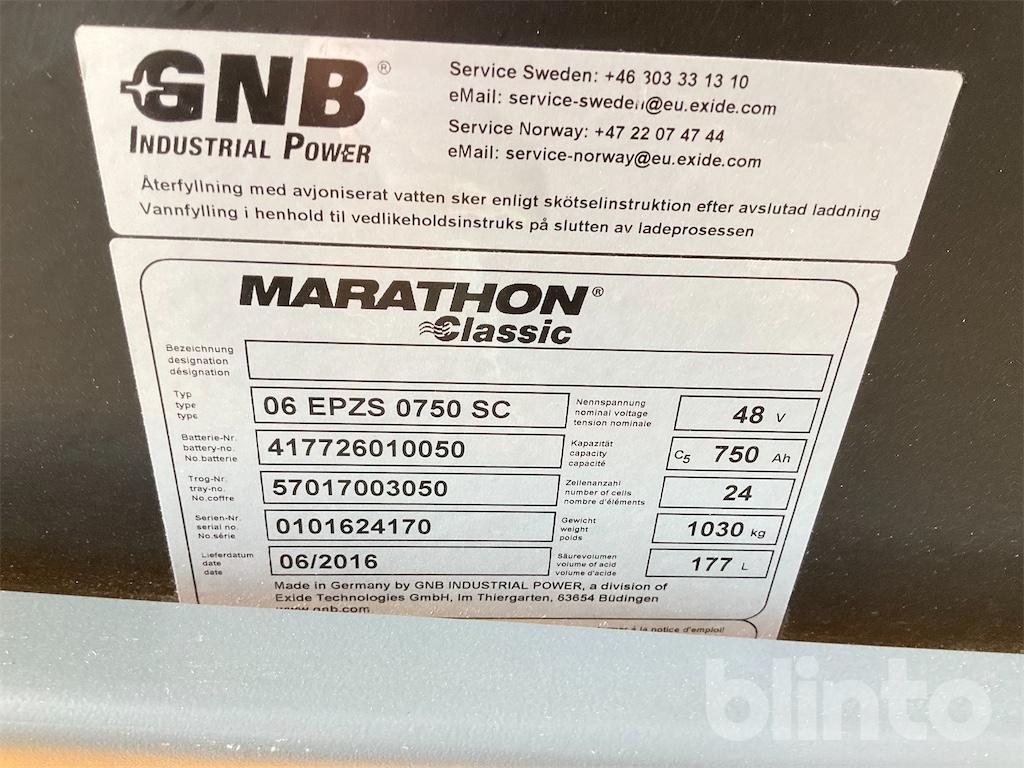 GNB®
INDUSTRIAL POWER
Service Sweden: +46 303 33 13 10
eMail: service-sweden@eu.exide.com
Service Norway: +47 22 07 47 44
eMail: service-norway@eu.exide.com
Återfyllning med avjoniserat vatten sker enligt skötselinstruktion efter avslutad laddning
Vannfylling i henhold til vedlikeholdsinstruks på slutten av ladeprosessen
MARATHON®
Classic
Bezeichnung
designation
désignation
Typ
type
type
06 EPZS 0750 SC
Nennspannung
nominal voltage
tension nominale
48 V
Batterie-Nr.
battery-no.
No.batterie
417726010050
Kapazität
capacity
capacité
C5 750 Ah
Trog-Nr.
tray-no.
No.coffre
57017003050
Zellenanzahl
number of cells
nombre d'éléments
24
Serien-Nr.
serial no.
No.série
0101624170
Gewicht
weight
poids
1030 kg
Lieferdatum
date
date
06/2016
Säurevolumen
volume of acid
volume d'acide
177 L
Made in Germany by GNB INDUSTRIAL POWER, a division of
Exide Technologies GmbH, Im Thiergarten, 63654 Büdingen
www.gnb.com
à la notice d'emploi!
blinto